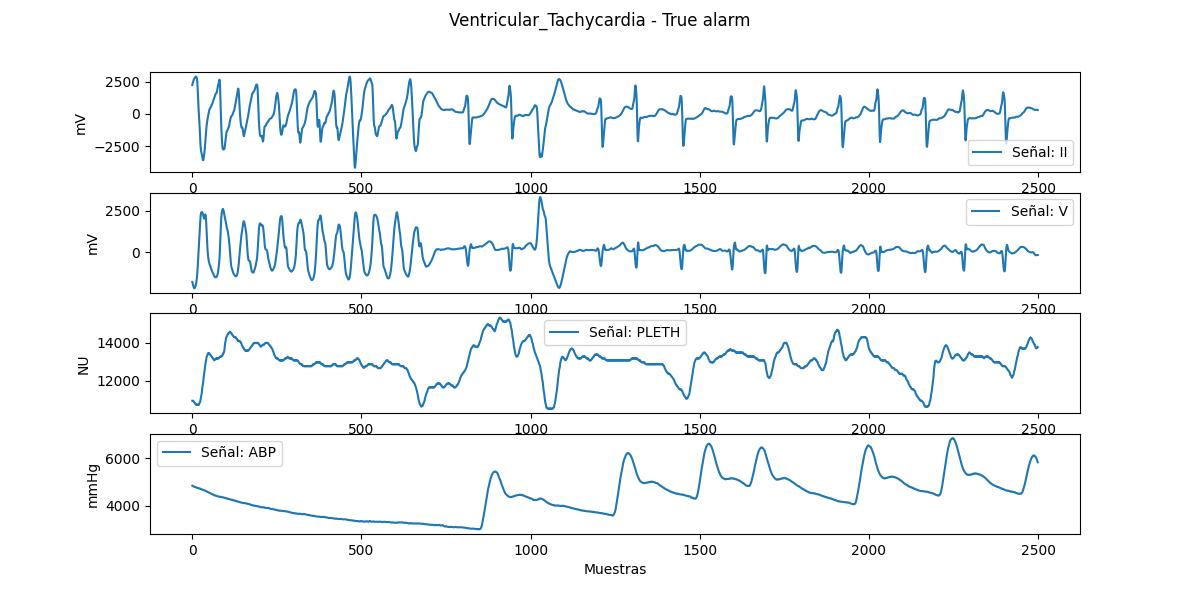 Ventricular_Tachycardia - True alarm
2500
0
−2500
mV
Señal: II
0 500 1000 1500 2000 2500
2500
0
mV
Señal: V
0 500 1000 1500 2000 2500
14000
12000
NU
Señal: PLETH
0 500 1000 1500 2000 2500
6000
4000
mmHg
Señal: ABP
0 500 1000 1500 2000 2500
Muestras